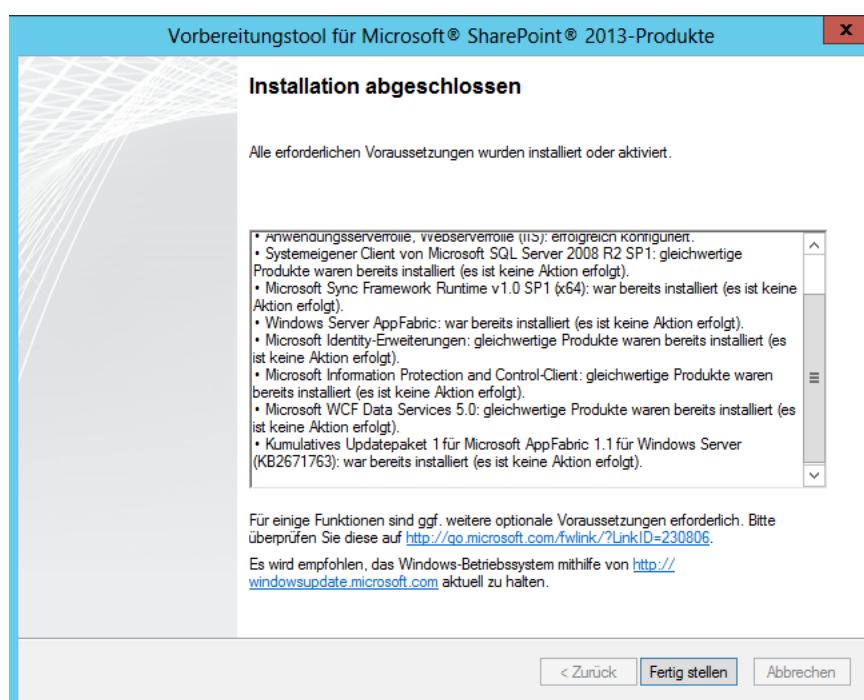 Vorbereitungstool für Microsoft® SharePoint® 2013-Produkte
x
Installation abgeschlossen
Alle erforderlichen Voraussetzungen wurden installiert oder aktiviert.
• Anwendungsserverrolle, Webserverrolle (IIS): erfolgreich konfiguriert.
• Systemeigener Client von Microsoft SQL Server 2008 R2 SP1: gleichwertige
Produkte waren bereits installiert (es ist keine Aktion erfolgt).
• Microsoft Sync Framework Runtime v1.0 SP1 (x64): war bereits installiert (es ist keine
Aktion erfolgt).
• Windows Server AppFabric: war bereits installiert (es ist keine Aktion erfolgt).
• Microsoft Identity-Erweiterungen: gleichwertige Produkte waren bereits installiert (es
ist keine Aktion erfolgt).
• Microsoft Information Protection and Control-Client: gleichwertige Produkte waren
bereits installiert (es ist keine Aktion erfolgt).
• Microsoft WCF Data Services 5.0: gleichwertige Produkte waren bereits installiert (es
ist keine Aktion erfolgt).
• Kumulatives Updatepaket 1 für Microsoft AppFabric 1.1 für Windows Server
(KB2671763): war bereits installiert (es ist keine Aktion erfolgt).
Für einige Funktionen sind ggf. weitere optionale Voraussetzungen erforderlich. Bitte
überprüfen Sie diese auf http://go.microsoft.com/fwlink/?LinkID=230806.
Es wird empfohlen, das Windows-Betriebssystem mithilfe von http://
windowsupdate.microsoft.com aktuell zu halten.
< Zurück
Fertig stellen
Abbrechen